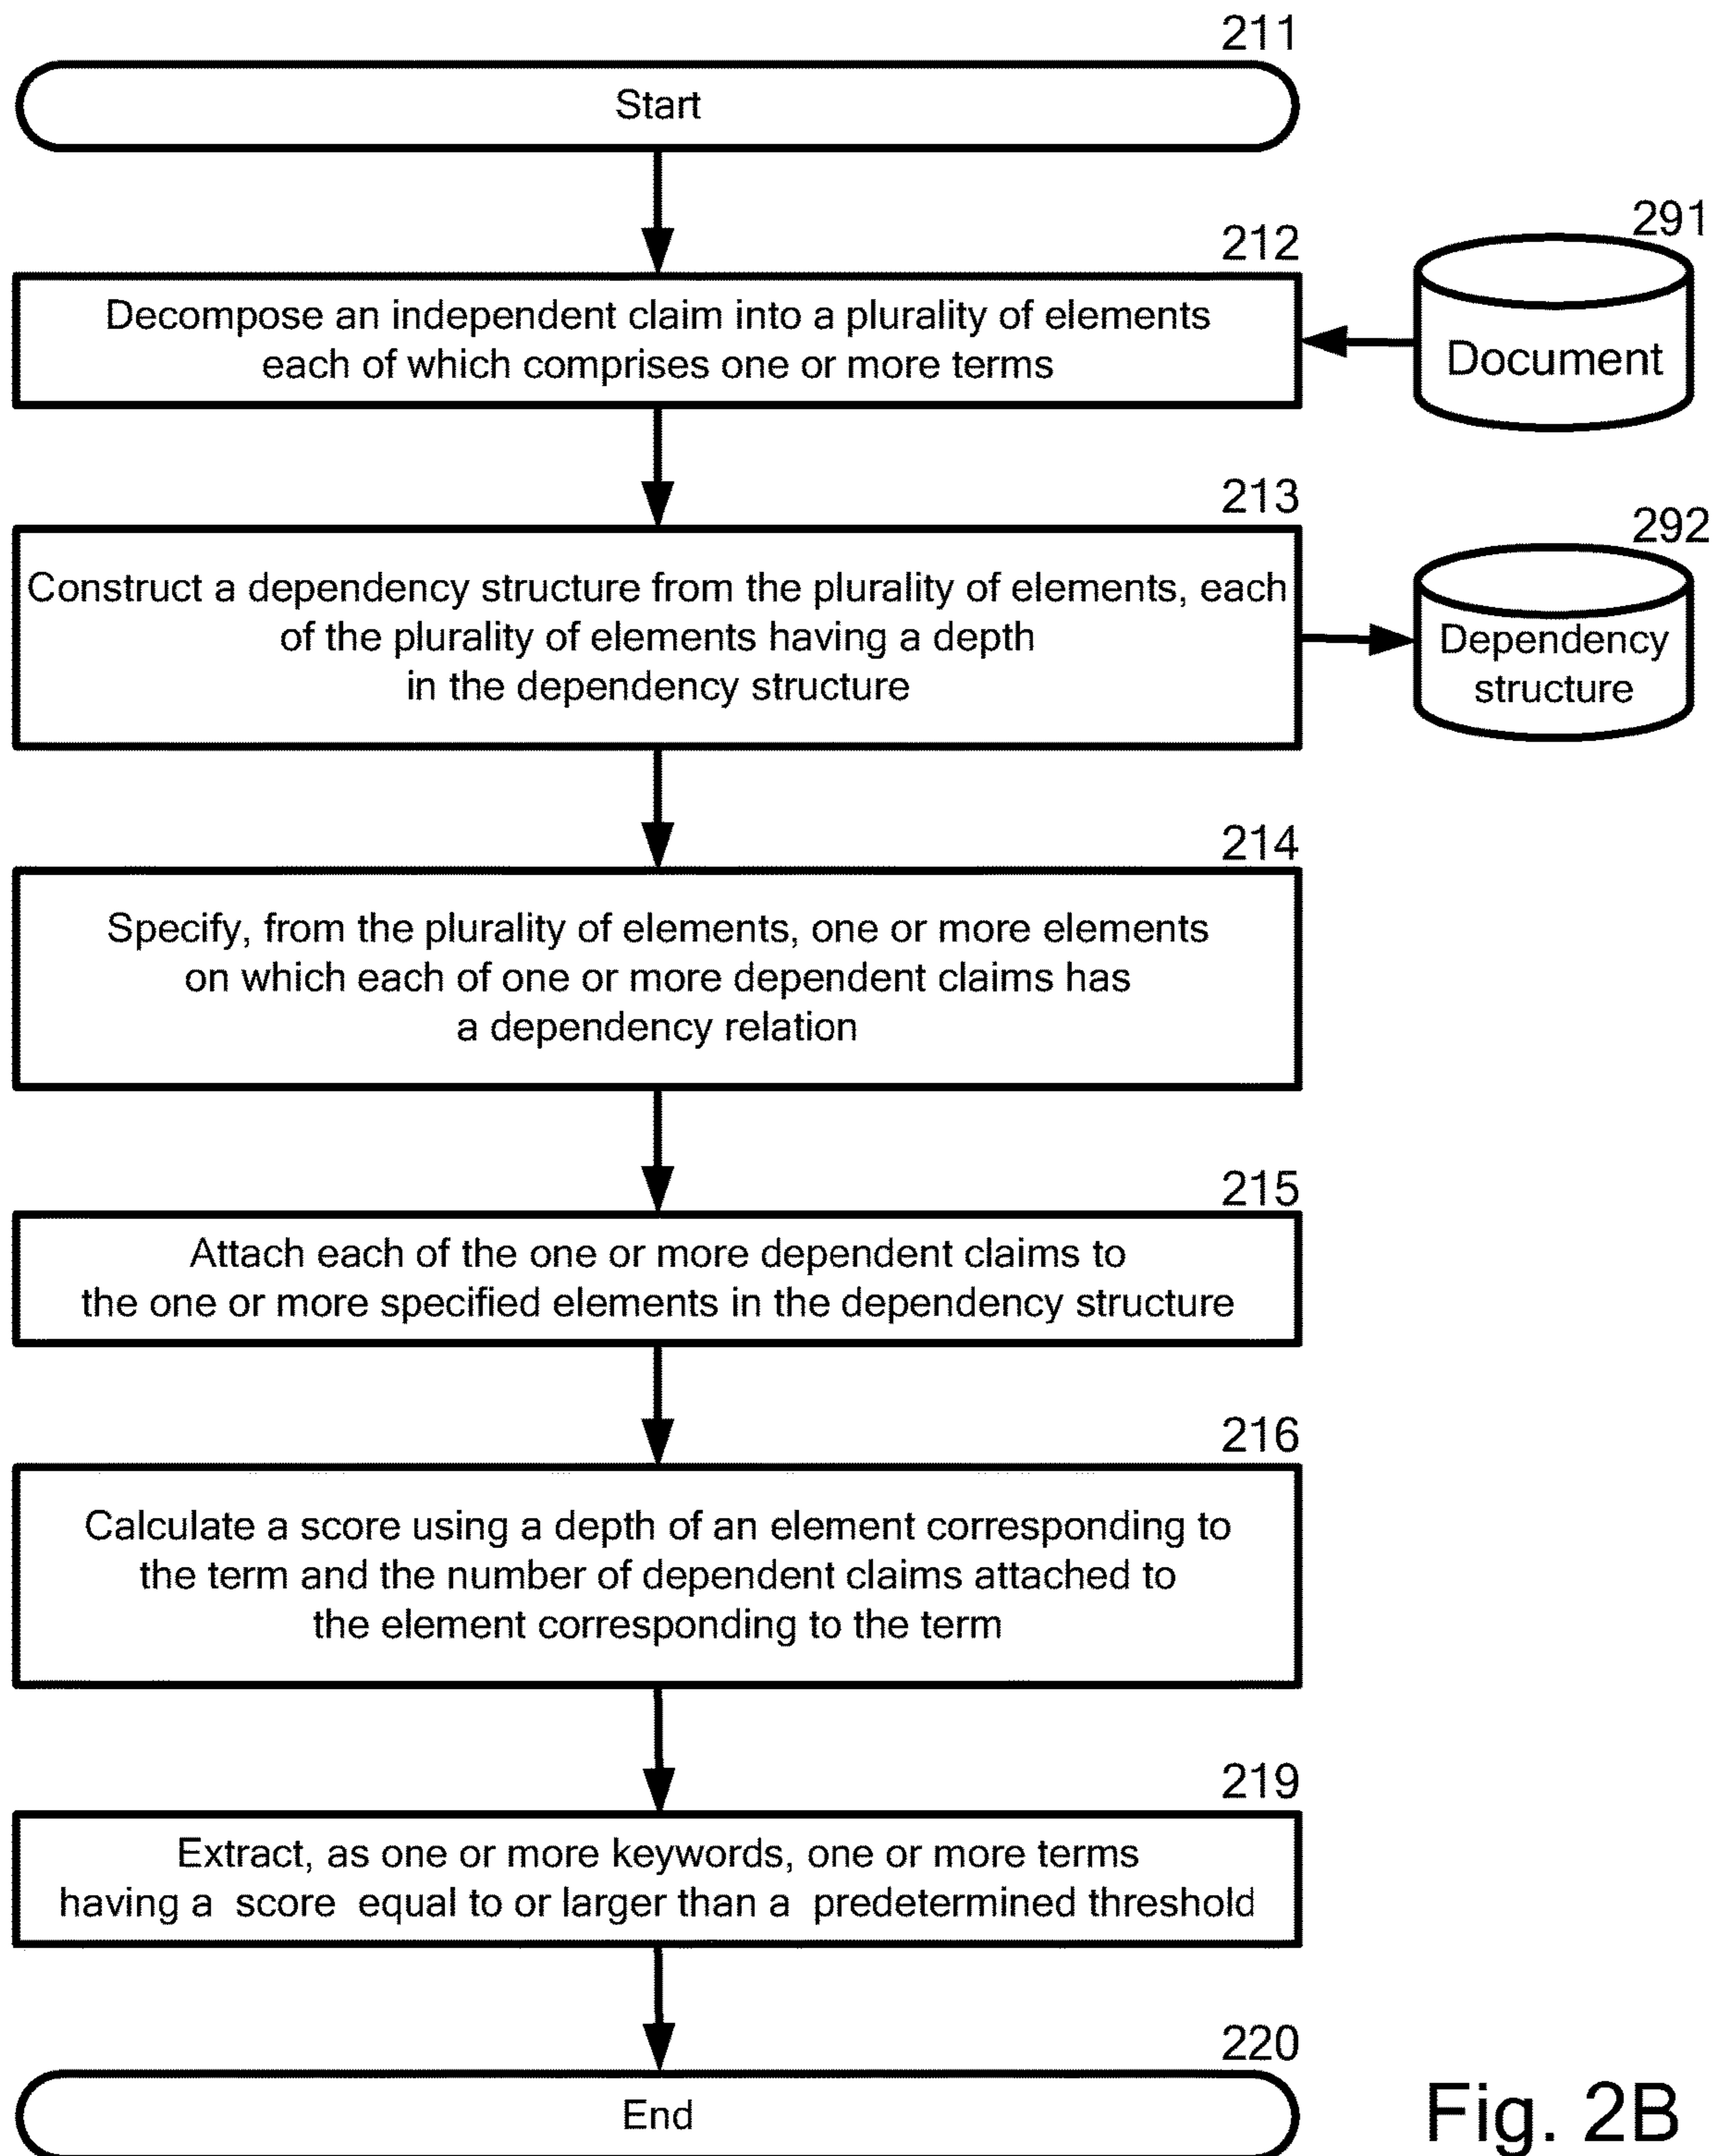 211
Start
212
Decompose an independent claim into a plurality of elements
each of which comprises one or more terms
291
Document
213
Construct a dependency structure from the plurality of elements, each
of the plurality of elements having a depth
in the dependency structure
292
Dependency
structure
214
Specify, from the plurality of elements, one or more elements
on which each of one or more dependent claims has
a dependency relation
215
Attach each of the one or more dependent claims to
the one or more specified elements in the dependency structure
216
Calculate a score using a depth of an element corresponding to
the term and the number of dependent claims attached to
the element corresponding to the term
219
Extract, as one or more keywords, one or more terms
having a score equal to or larger than a predetermined threshold
220
End
Fig. 2B